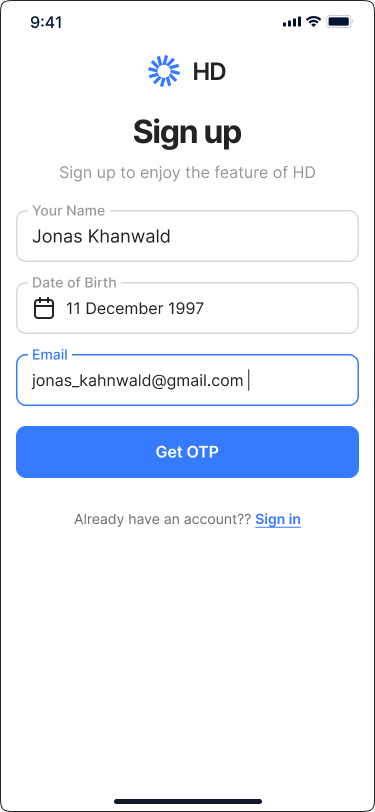 9:41
HD
Sign up
Sign up to enjoy the feature of HD
Your Name
Jonas Khanwald
Date of Birth
11 December 1997
Email
jonas_kahnwald@gmail.com
Get OTP
Already have an account?? Sign in